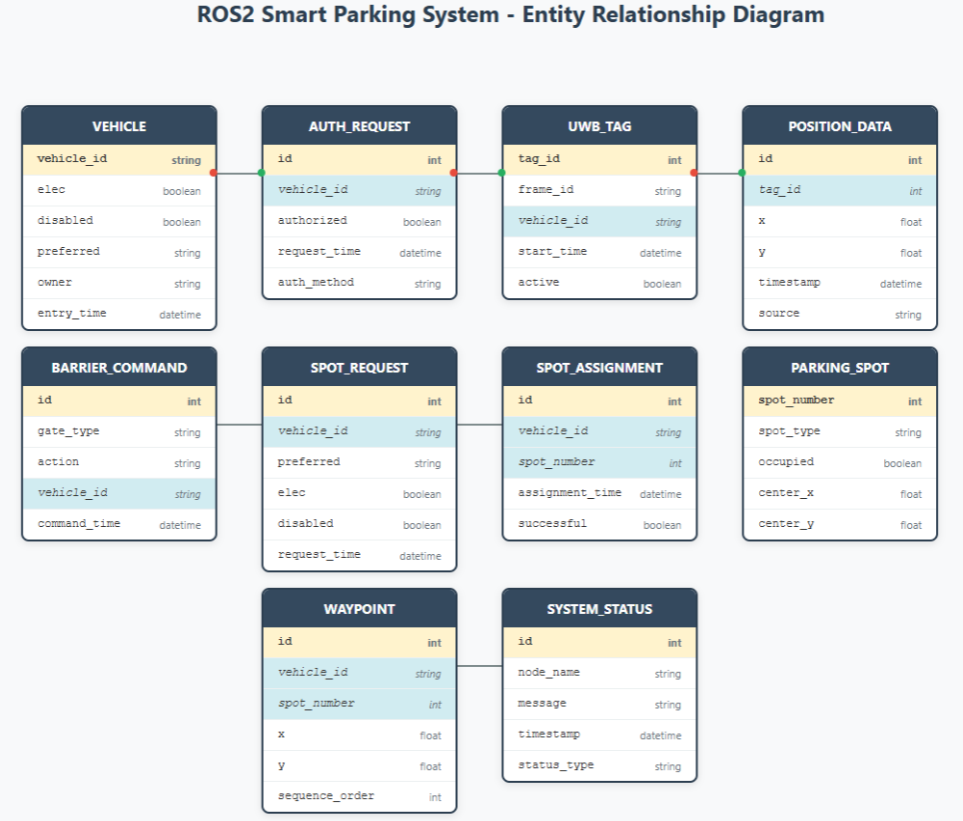 ROS2 Smart Parking System - Entity Relationship Diagram
VEHICLE
vehicle_id string
elec boolean
disabled boolean
preferred string
owner string
entry_time datetime
AUTH_REQUEST
id int
vehicle_id string
authorized boolean
request_time datetime
auth_method string
UWB_TAG
tag_id int
frame_id string
vehicle_id string
start_time datetime
active boolean
POSITION_DATA
id int
tag_id int
x float
y float
timestamp datetime
source string
BARRIER_COMMAND
id int
gate_type string
action string
vehicle_id string
command_time datetime
SPOT_REQUEST
id int
vehicle_id string
preferred string
elec boolean
disabled boolean
request_time datetime
SPOT_ASSIGNMENT
id int
vehicle_id string
spot_number int
assignment_time datetime
successful boolean
PARKING_SPOT
spot_number int
spot_type string
occupied boolean
center_x float
center_y float
WAYPOINT
id int
vehicle_id string
spot_number int
x float
y float
sequence_order int
SYSTEM_STATUS
id int
node_name string
message string
timestamp datetime
status_type string